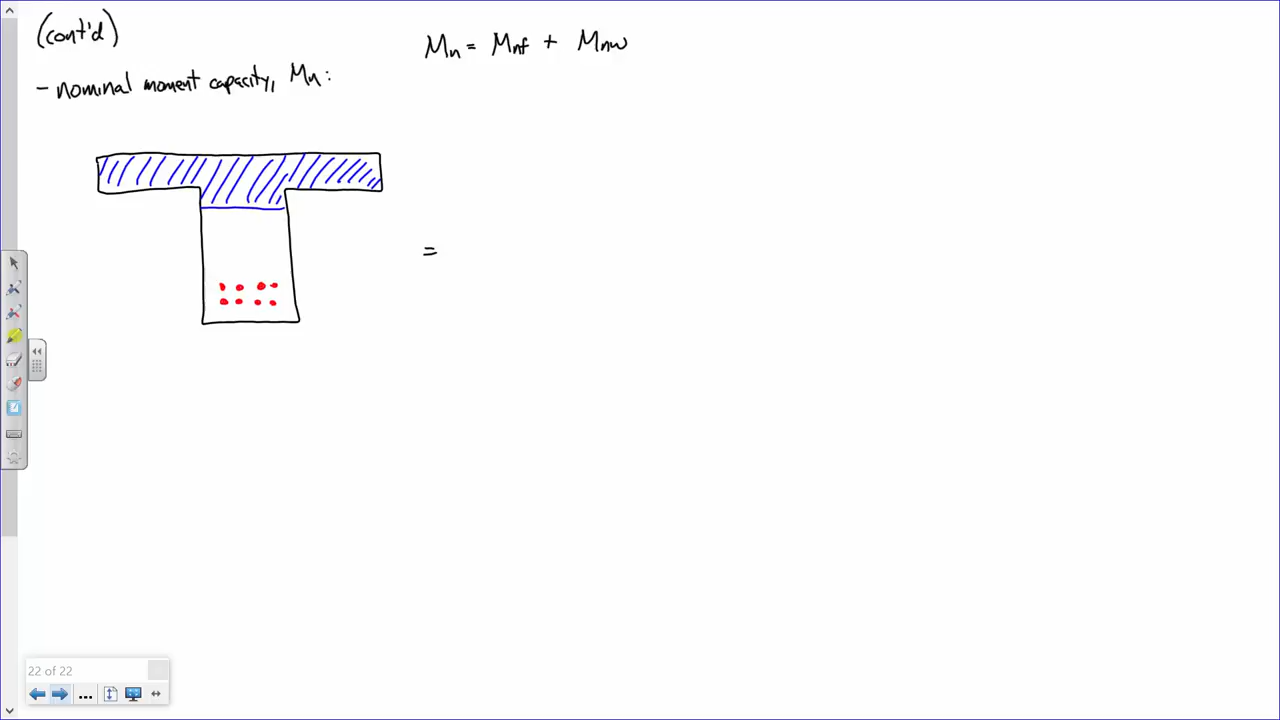 (cont'd)
Mn = Mnf + Mnw
- nominal moment capacity, Mn:
=
22 of 22
...